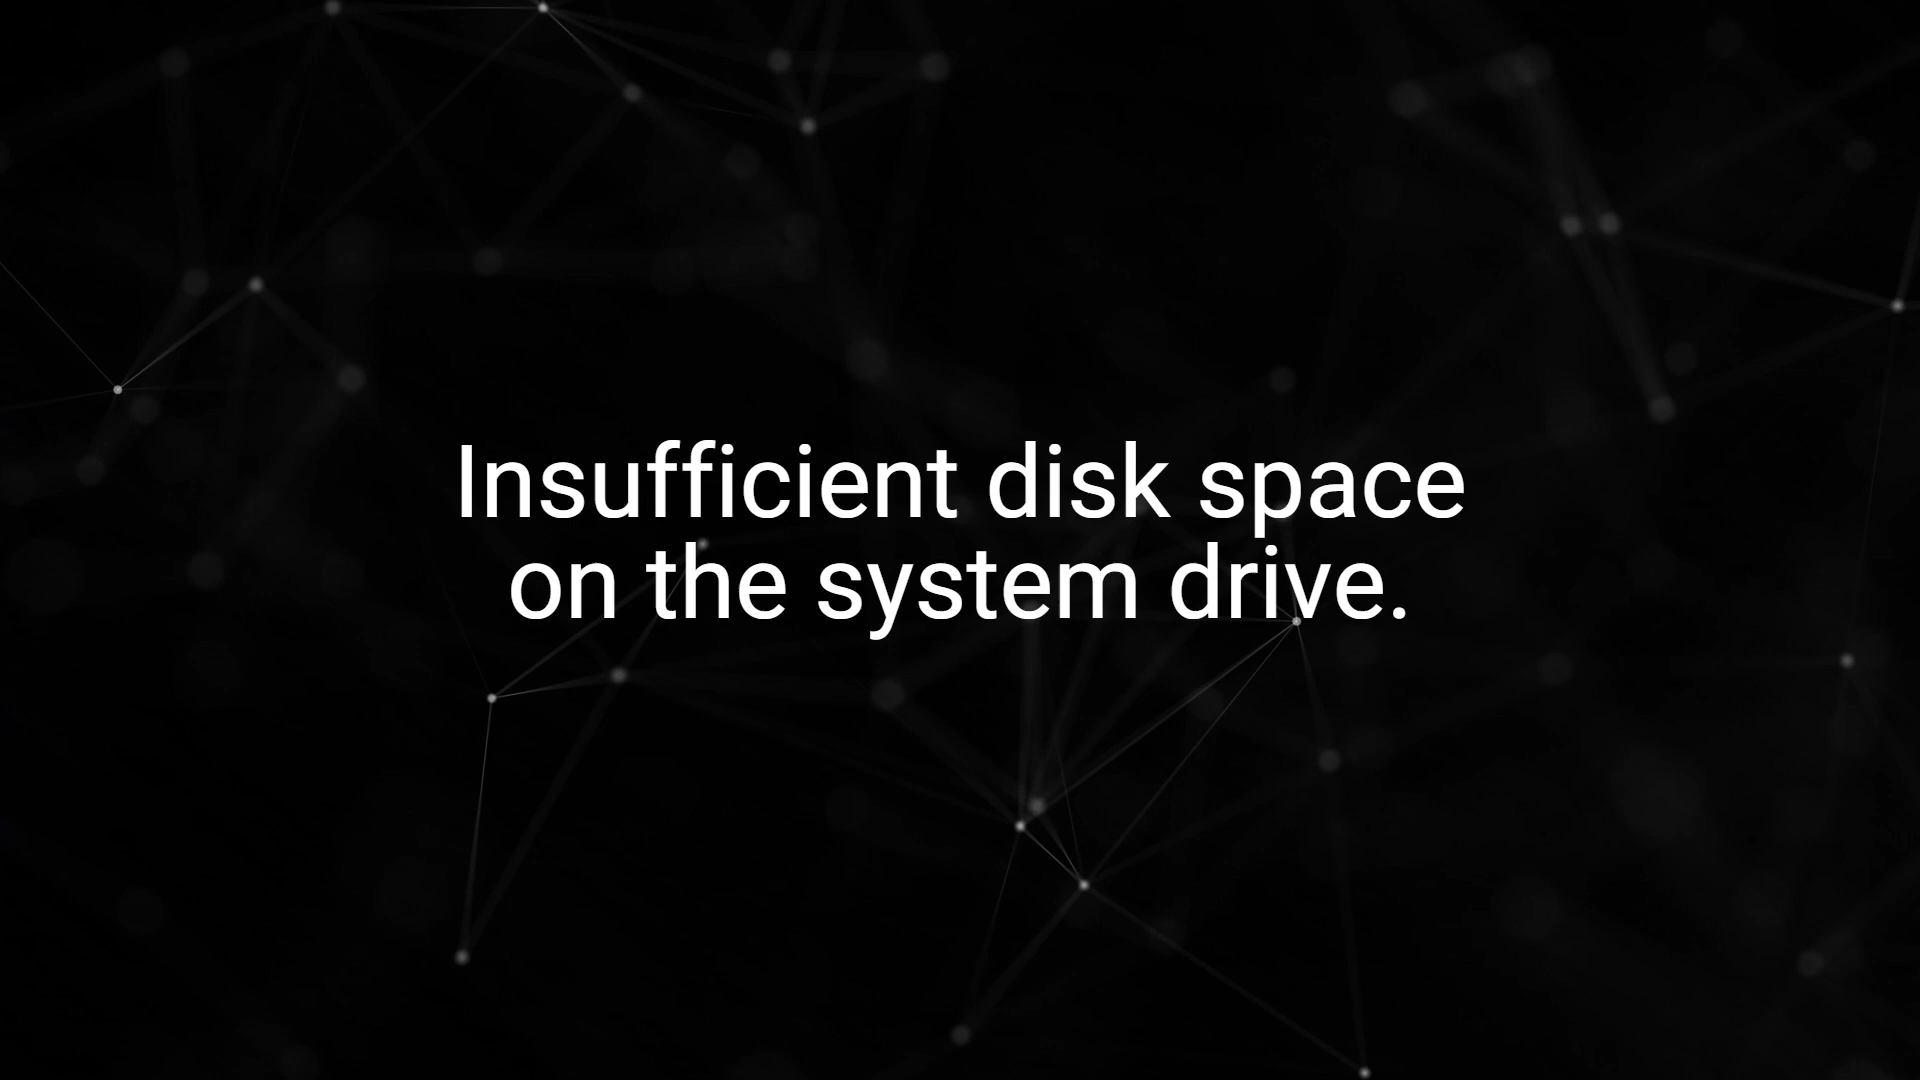 Insufficient disk space
on the system drive.